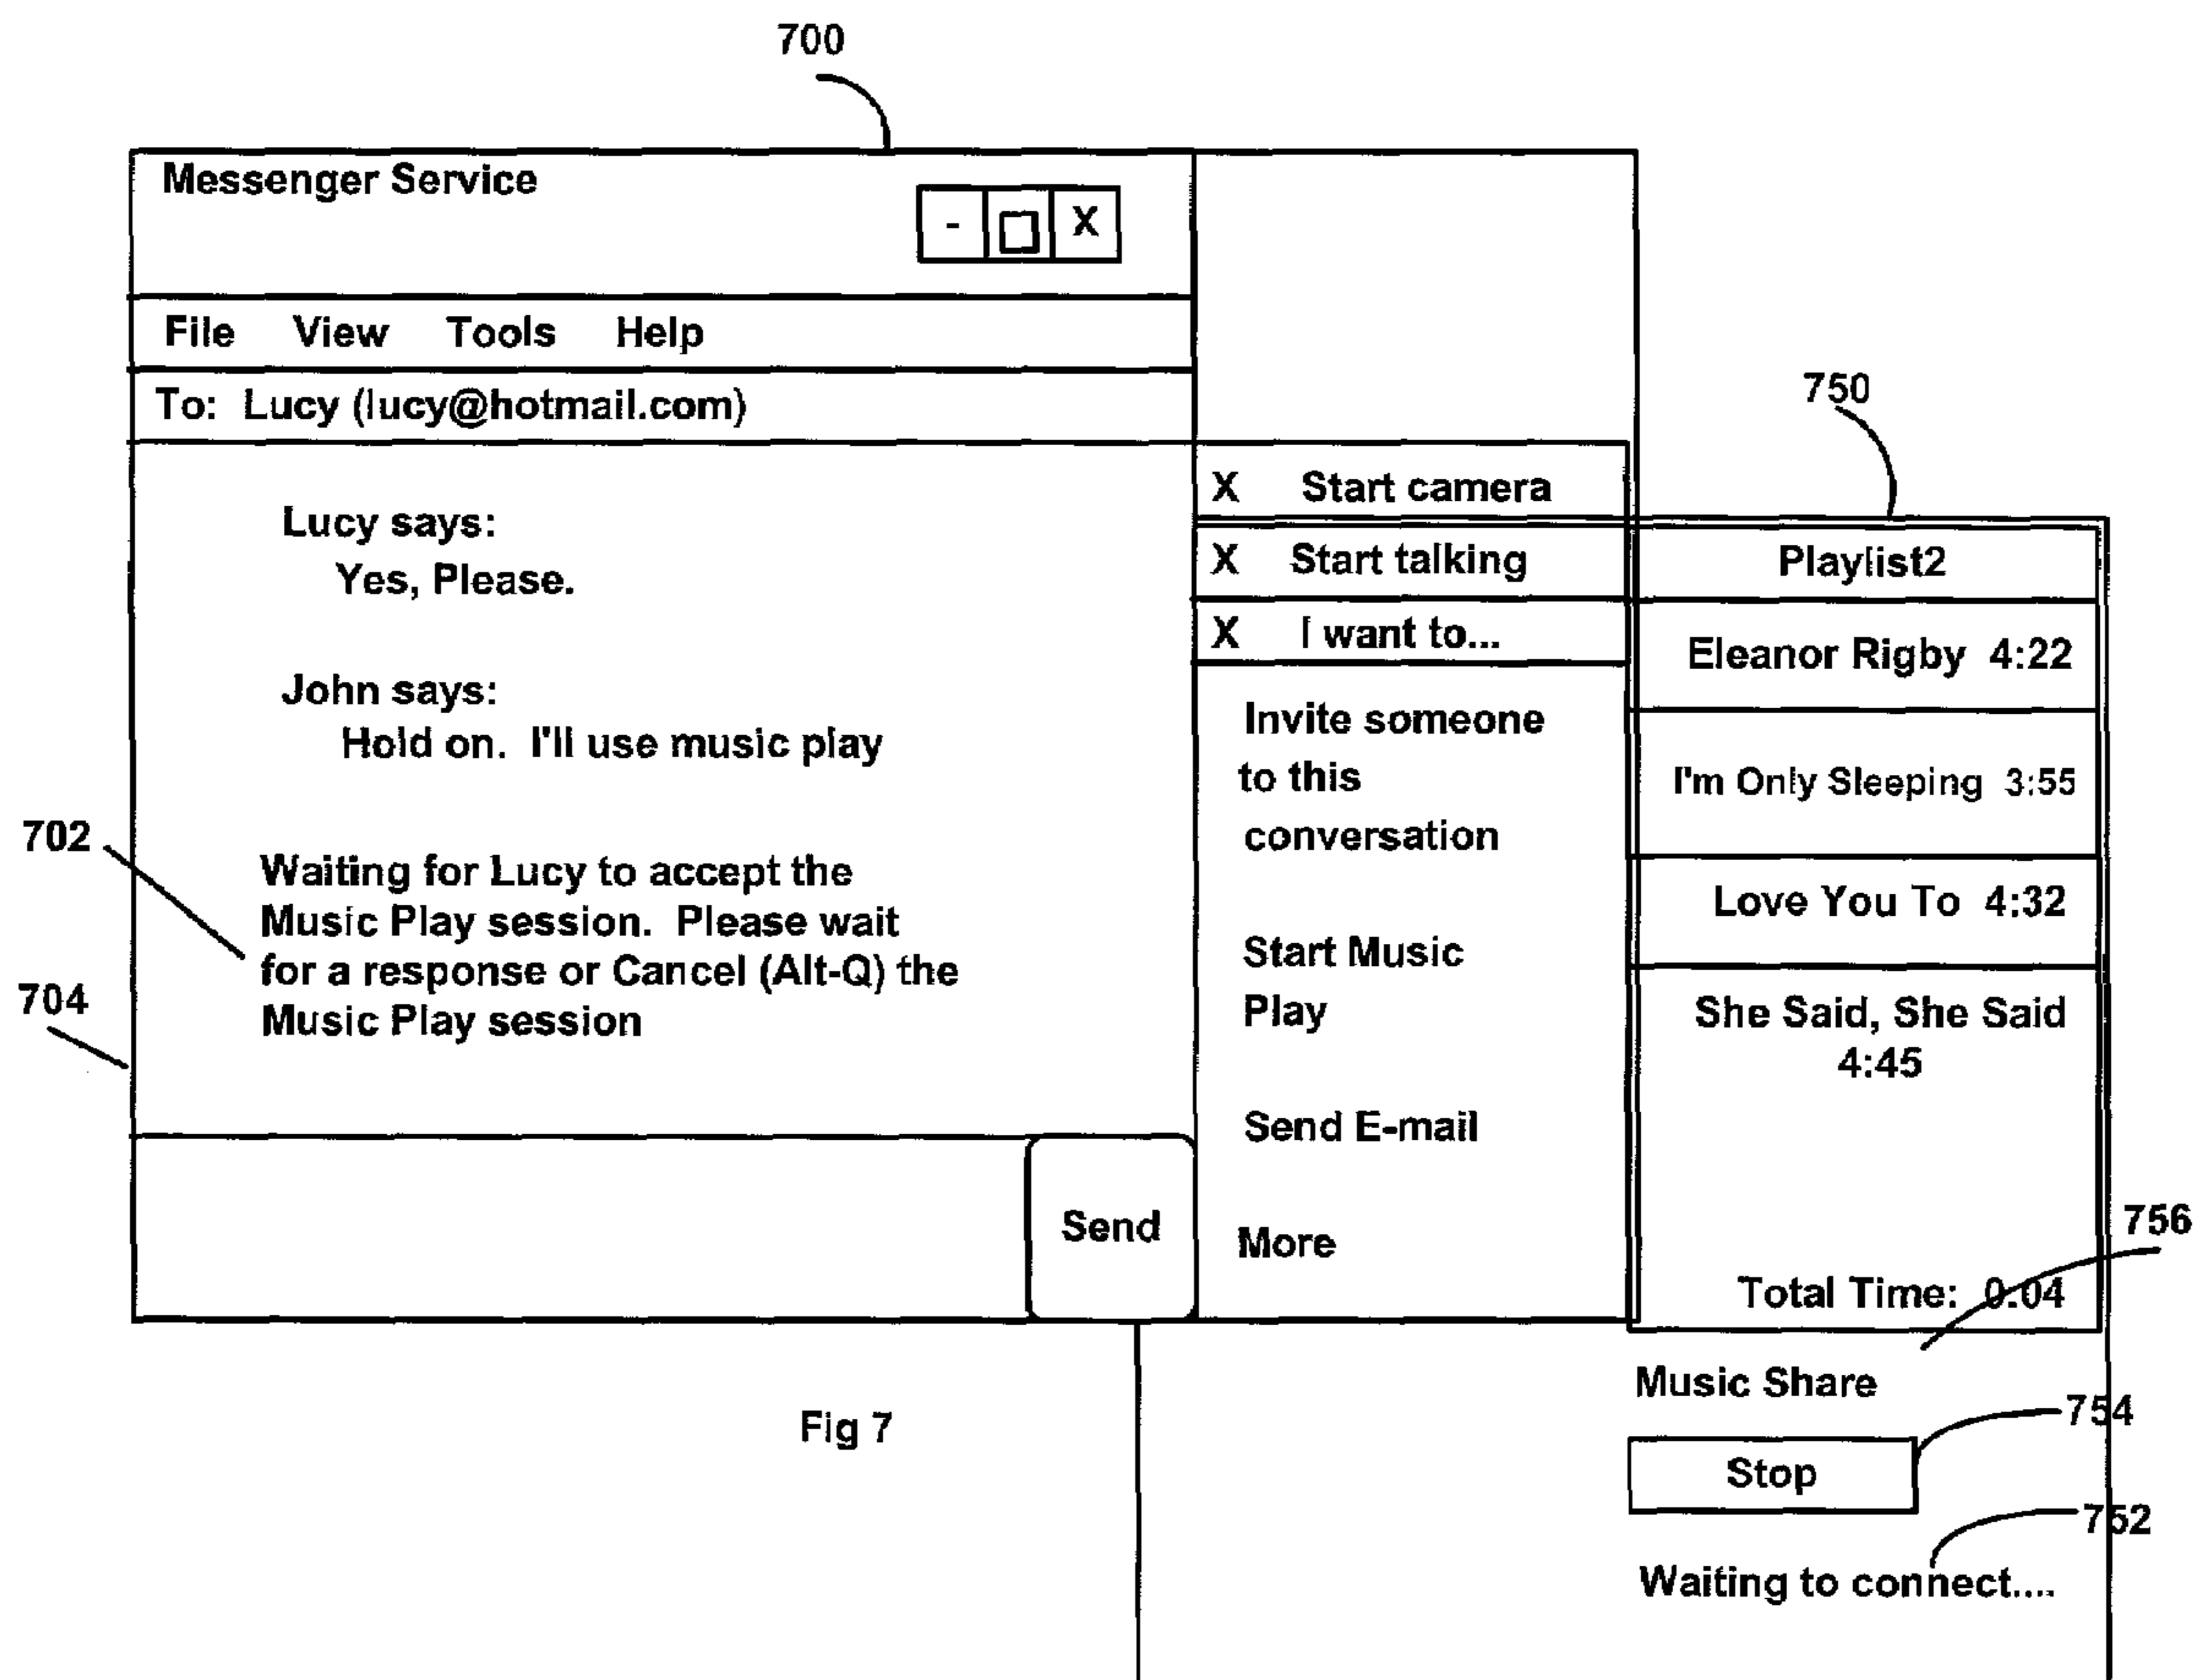 700
Messenger Service
- X
File View Tools Help
To: Lucy (lucy@hotmail.com)
Lucy says:
Yes, Please.
John says:
Hold on. I'll use music play
702
Waiting for Lucy to accept the
Music Play session. Please wait
for a response or Cancel (Alt-Q) the
Music Play session
704
Send
X Start camera
X Start talking
X I want to...
Invite someone
to this
conversation
Start Music
Play
Send E-mail
More
750
Playlist2
Eleanor Rigby 4:22
I'm Only Sleeping 3:55
Love You To 4:32
She Said, She Said
4:45
756
Total Time: 0:04
Music Share
754
Stop
752
Waiting to connect....
Fig 7